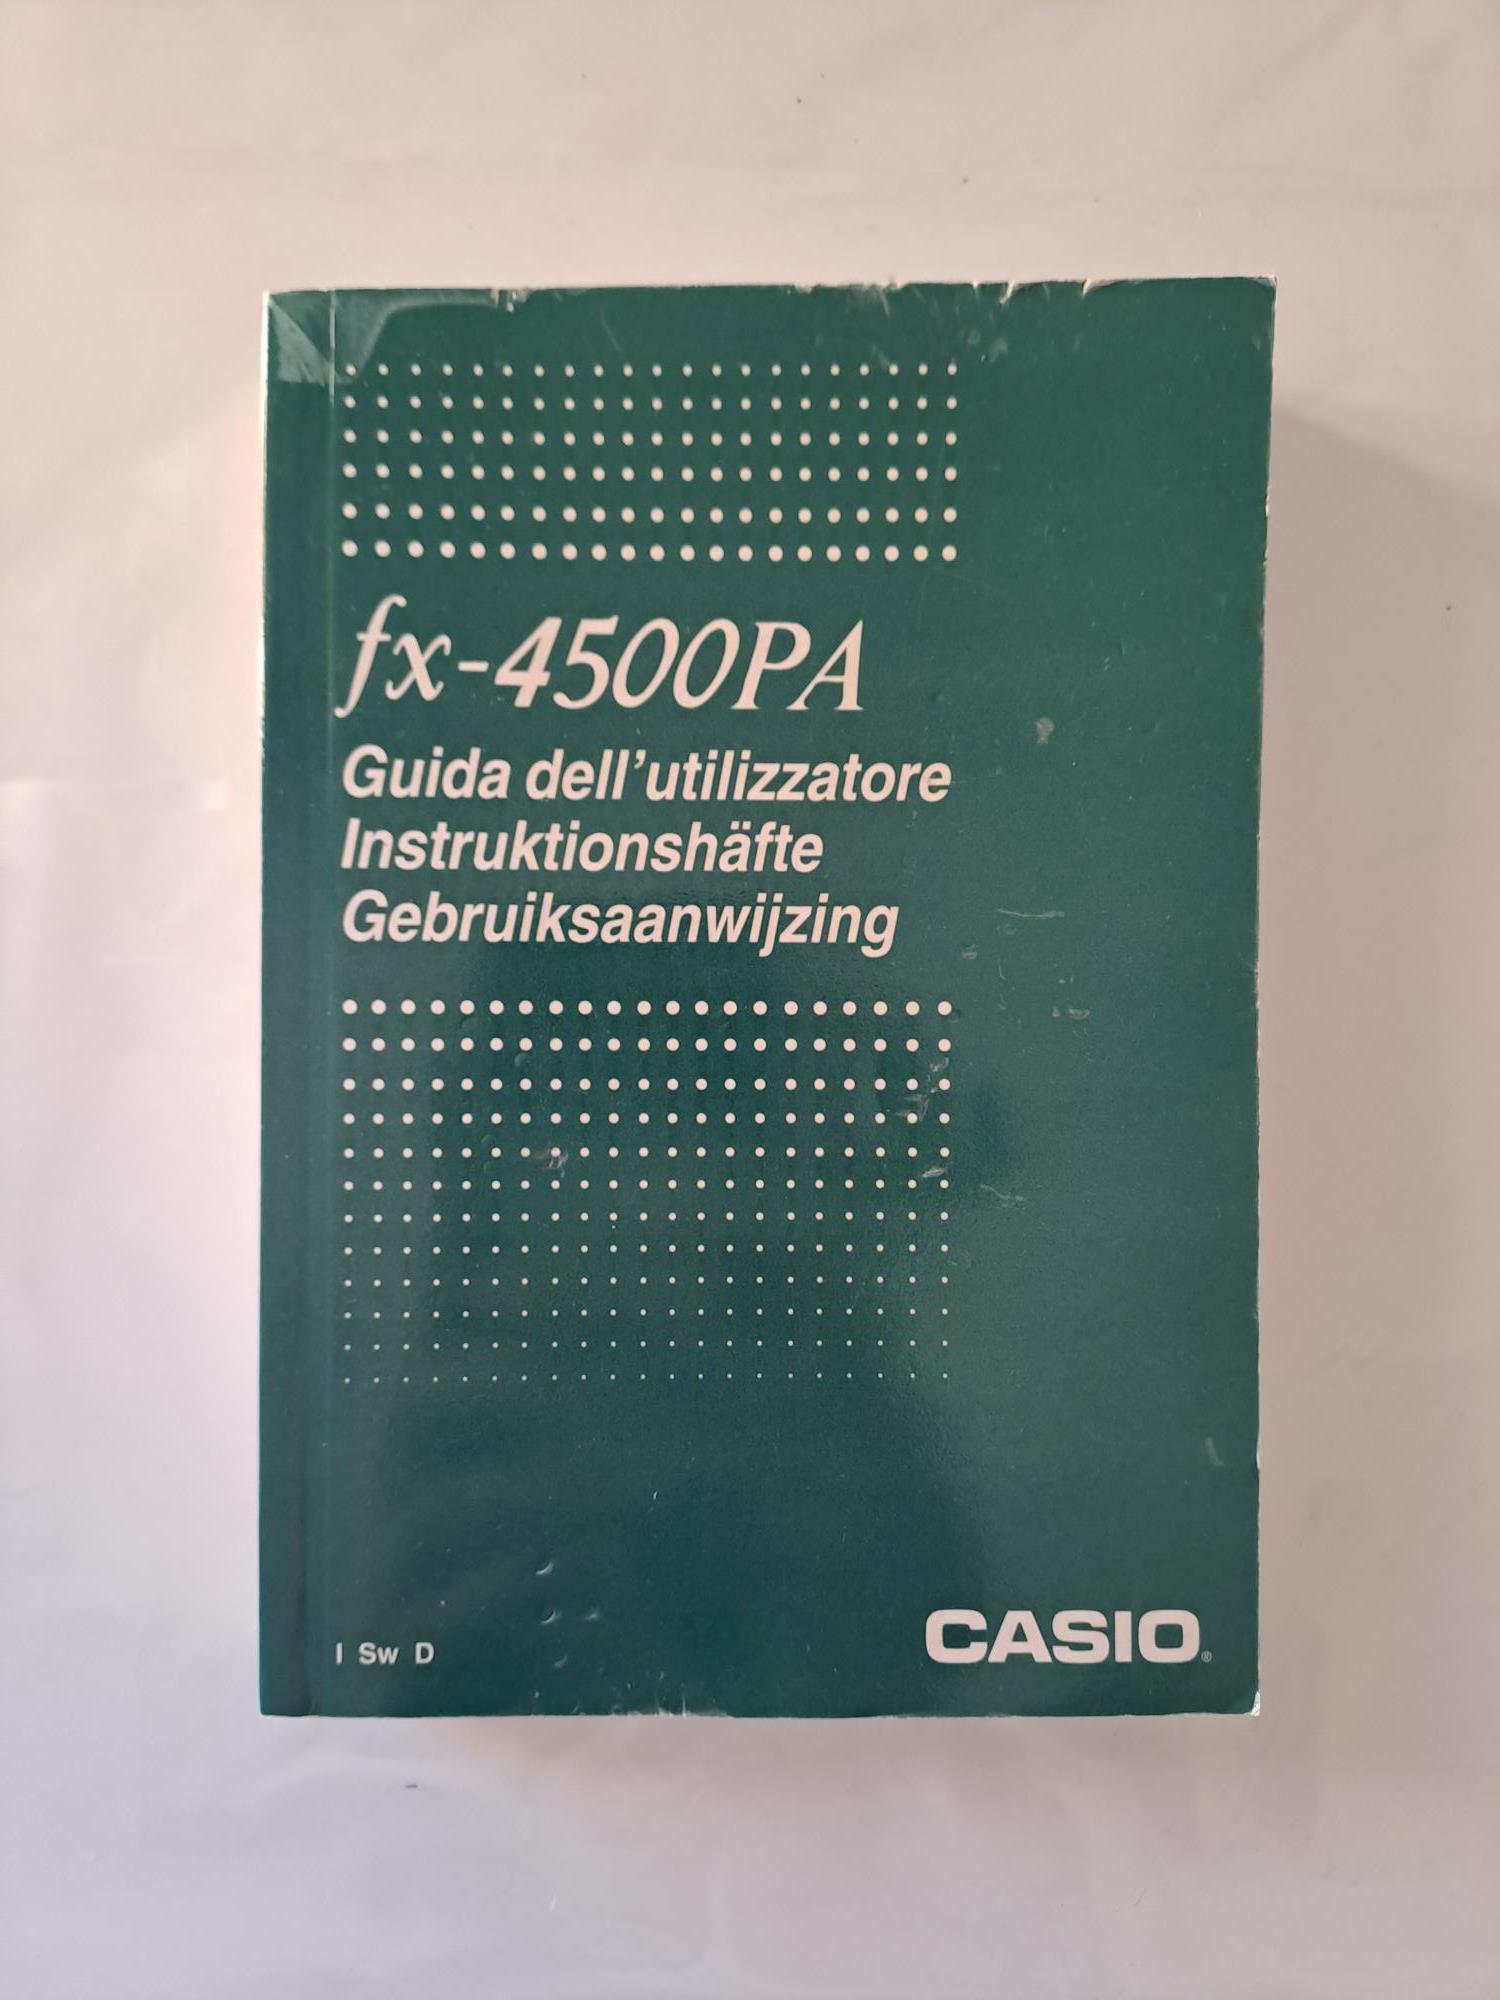 fx-4500PA
Guida dell'utilizzatore
Instruktionshäfte
Gebruiksaanwijzing
I Sw D
CASIO®